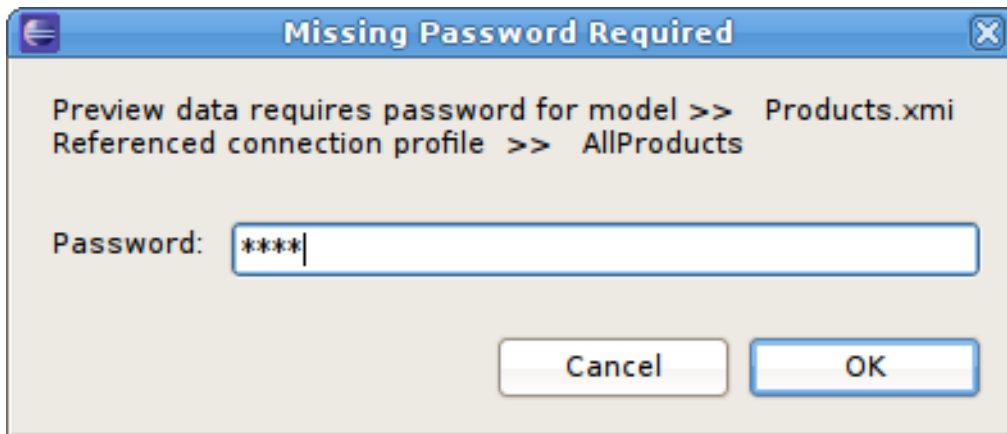 Missing Password Required
Preview data requires password for model >> Products.xmi
Referenced connection profile >> AllProducts
Password: ****
Cancel OK